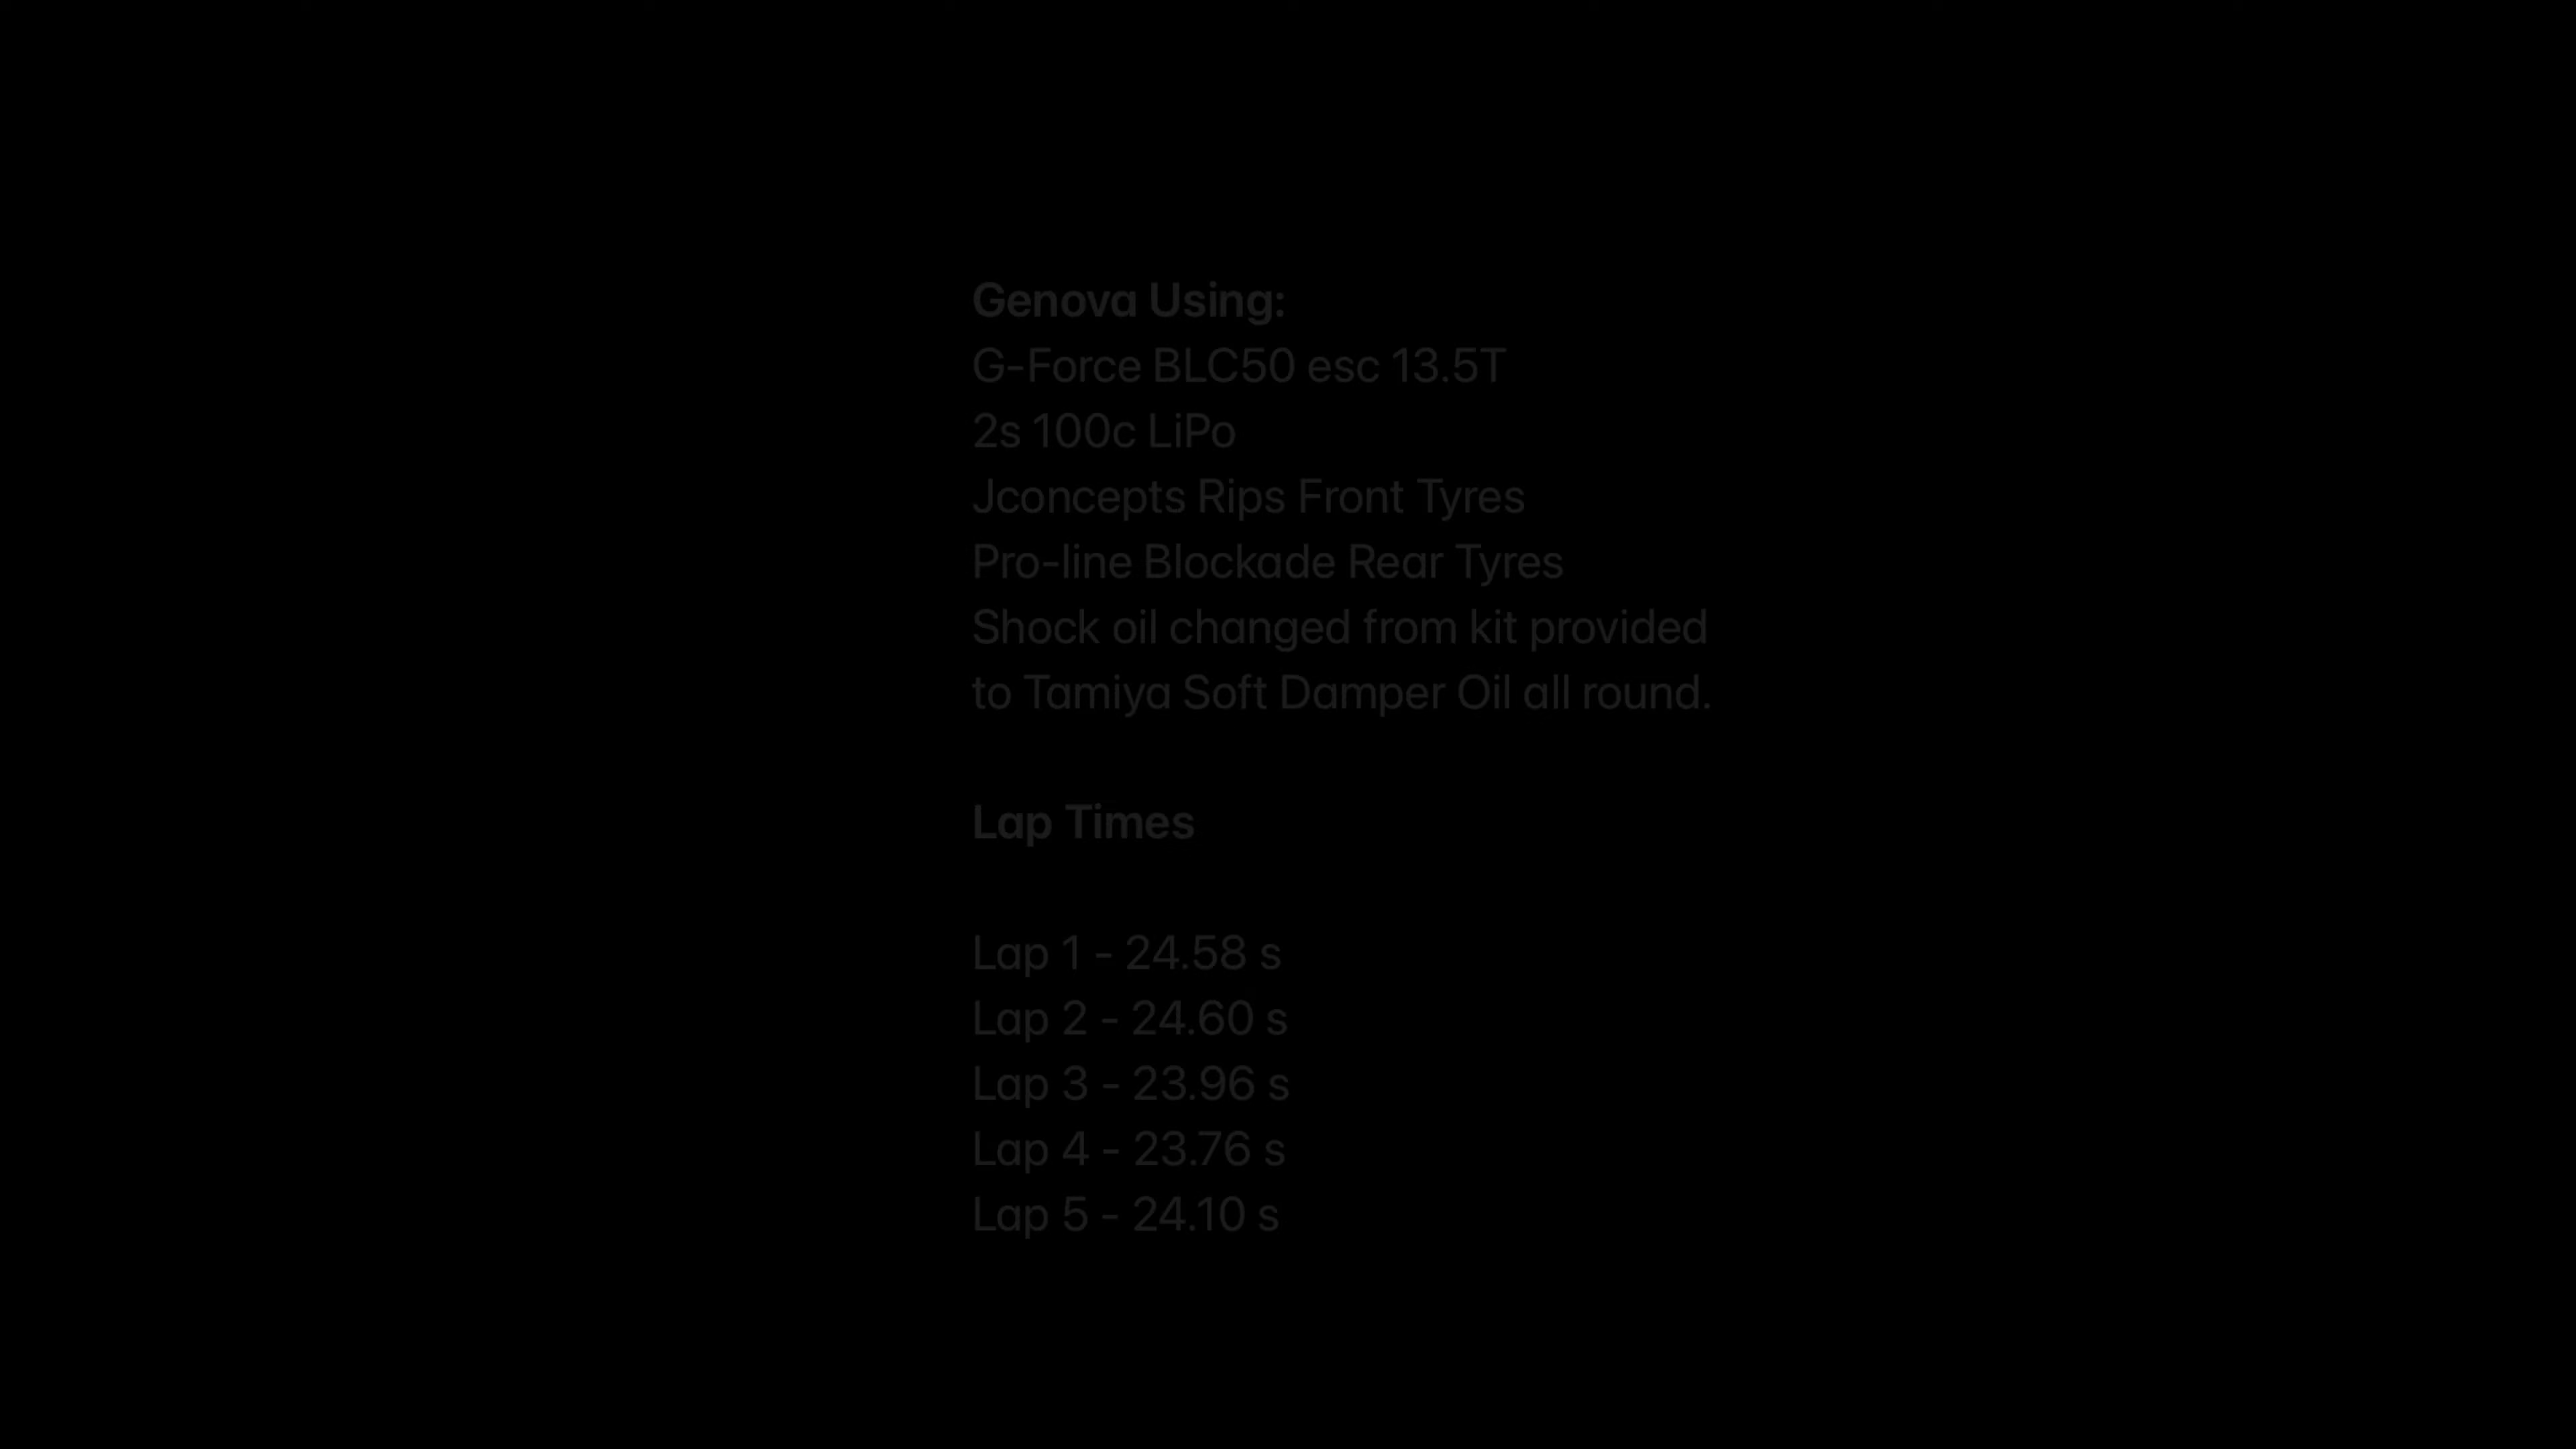 Genova Using:
G-Force BLC50 esc 13.5T
2s 100c LiPo
Jconcepts Rips Front Tyres
Pro-line Blockade Rear Tyres
Shock oil changed from kit provided
to Tamiya Soft Damper Oil all round.
Lap Times
Lap 1 - 24.58 s
Lap 2 - 24.60 s
Lap 3 - 23.96 s
Lap 4 - 23.76 s
Lap 5 - 24.10 s